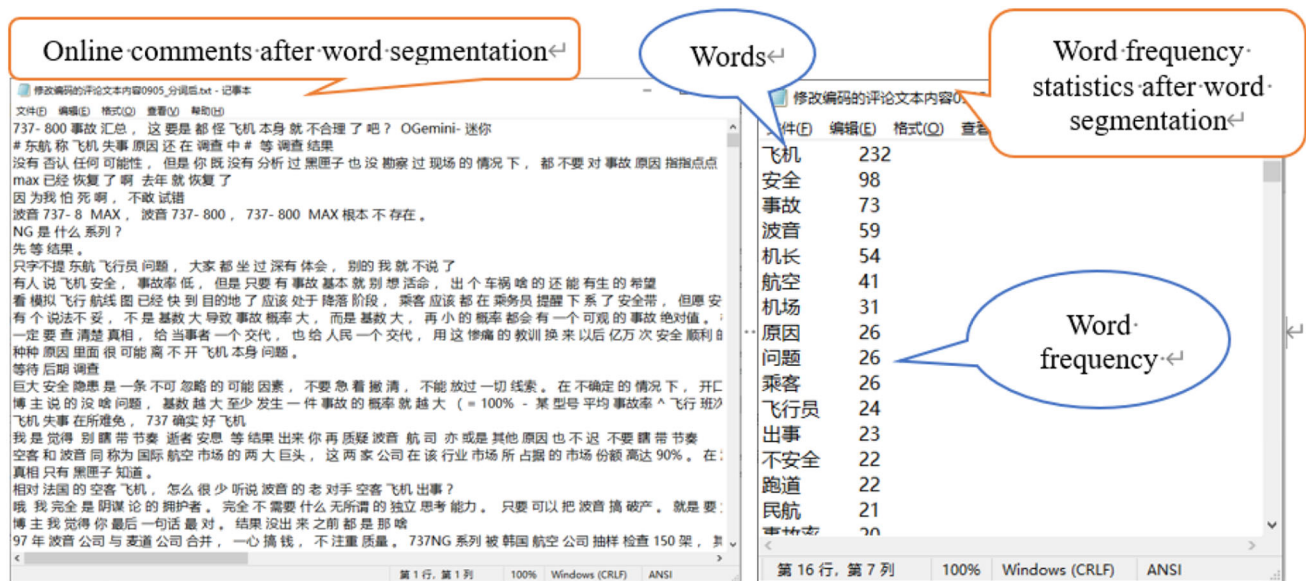 Online comments after word segmentation
Words
Word frequency
statistics after word
segmentation
修改编码的评论文本内容0905_分词后.txt - 记事本
文件(F) 编辑(E) 格式(O) 查看(V) 帮助(H)
737- 800 事故 汇总 ， 这 要是 都 怪 飞机 本身 就 不合理 了 吧 ？ OGemini- 迷你
# 东航 称 飞机 失事 原因 还 在 调查 中 # 等 调查 结果
没有 否认 任何 可能性 ， 但是 你 既 没有 分析 过 黑匣子 也 没 勘察 过 现场 的 情况 下 ， 都 不要 对 事故 原因 指指点点
max 已经 恢复 了 啊 去年 就 恢复 了
因 为我 怕 死 啊 ， 不敢 试错
波音 737- 8 MAX ， 波音 737- 800 ， 737- 800 MAX 根本 不 存在 。
NG 是 什么 系列 ？
先 等 结果 。
只字不提 东航 飞行员 问题 ， 大家 都 坐 过 深有 体会 ， 别的 我 就 不说 了
有人 说 飞机 安全 ， 事故率 低 ， 但是 只要 有 事故 基本 就 别 想 活命 ， 出 个 车祸 啥 的 还 能 有生 的 希望
看 模拟 飞行 航线 图 已经 快 到 目的地 了 应该 处于 降落 阶段 ， 乘客 应该 都 在 乘务员 提醒 下 系 了 安全带 ， 但愿 安
有 个 说法 不 妥 ， 不 是 基数 大 导致 事故 概率 大 ， 而是 基数 大 ， 再 小 的 概率 都会 有 一个 可观 的 事故 绝对值 。
一定 要 查 清楚 真相 ， 给 当事者 一个 交代 ， 也 给 人民 一个 交代 ， 用 这 惨痛 的 教训 换 来 以后 亿万 次 安全 顺利 的
种种 原因 里面 很 可能 离 不 开 飞机 本身 问题 。
等待 后期 调查
巨大 安全 隐患 是 一条 不可 忽略 的 可能 因素 ， 不要 急 着 撇 清 ， 不能 放过 一切 线索 。 在 不确定 的 情况 下 ， 开口
博 主 说 的 没 啥 问题 ， 基数 越 大 至少 发生 一 件 事故 的 概率 就 越 大 （ = 100% - 某 型号 平均 事故率 ^ 飞行 班次
飞机 失事 在所难免 ， 737 确实 好 飞机
我 是 觉得 别 瞎 带 节奏 逝者 安息 等 结果 出来 你 再 质疑 波音 航 司 亦 或是 其他 原因 也 不 迟 不要 瞎 带 节奏
空客 和 波音 同 称为 国际 航空 市场 的 两 大 巨头 ， 这 两 家 公司 在 该 行业 市场 所 占据 的 市场 份额 高达 90% 。 在
真相 只有 黑匣子 知道 。
相对 法国 的 空客 飞机 ， 怎么 很 少 听说 波音 的 老 对手 空客 飞机 出事 ？
哦 我 完全 是 阴谋 论 的 拥护者 。 完全 不 需要 什么 无所谓 的 独立 思考 能力 。 只要 可以 把 波音 搞 破产 。 就是 要
博 主 我 觉得 你 最后 一句 话 最 对 。 结果 没出 来 之前 都 是 那 啥
97 年 波音 公司 与 麦道 公司 合并 ， 一心 搞 钱 ， 不 注重 质量 。 737NG 系列 被 韩国 航空 公司 抽样 检查 150 架 ，
第 1 行, 第 1 列 100% Windows (CRLF) ANSI
修改编码的评论文本内容
件(F) 编辑(E) 格式(O) 查看
飞机 232
安全 98
事故 73
波音 59
机长 54
航空 41
机场 31
原因 26
问题 26
乘客 26
飞行员 24
出事 23
不安全 22
跑道 22
民航 21
事故率 20
Word
frequency
第 16 行, 第 7 列 100% Windows (CRLF) ANSI